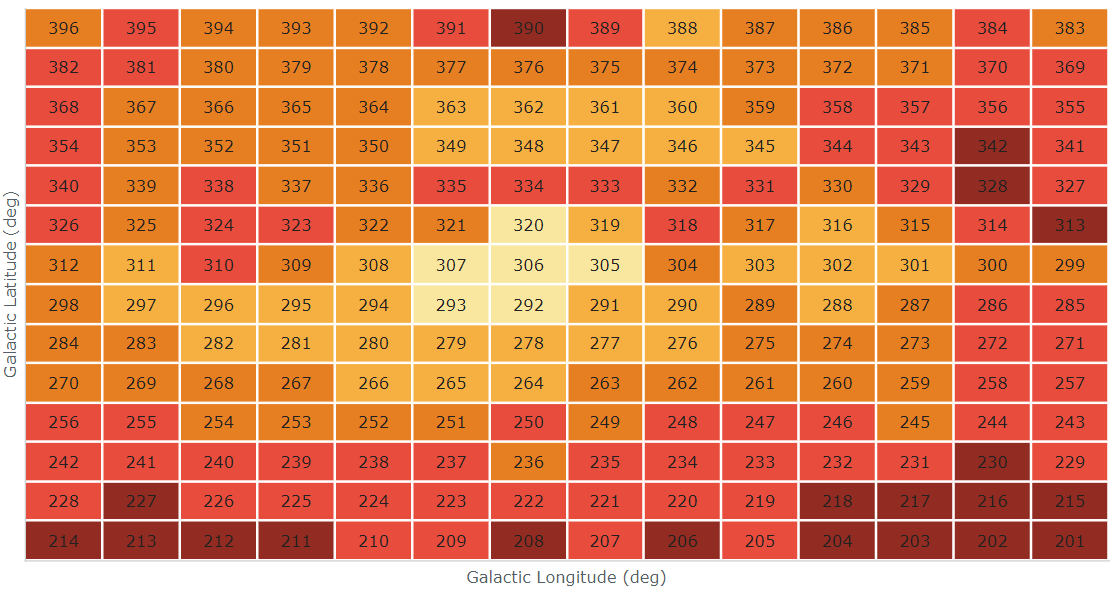 396 395 394 393 392 391 390 389 388 387 386 385 384 383
382 381 380 379 378 377 376 375 374 373 372 371 370 369
368 367 366 365 364 363 362 361 360 359 358 357 356 355
354 353 352 351 350 349 348 347 346 345 344 343 342 341
340 339 338 337 336 335 334 333 332 331 330 329 328 327
326 325 324 323 322 321 320 319 318 317 316 315 314 313
312 311 310 309 308 307 306 305 304 303 302 301 300 299
298 297 296 295 294 293 292 291 290 289 288 287 286 285
284 283 282 281 280 279 278 277 276 275 274 273 272 271
270 269 268 267 266 265 264 263 262 261 260 259 258 257
256 255 254 253 252 251 250 249 248 247 246 245 244 243
242 241 240 239 238 237 236 235 234 233 232 231 230 229
228 227 226 225 224 223 222 221 220 219 218 217 216 215
214 213 212 211 210 209 208 207 206 205 204 203 202 201
Galactic Latitude (deg)
Galactic Longitude (deg)